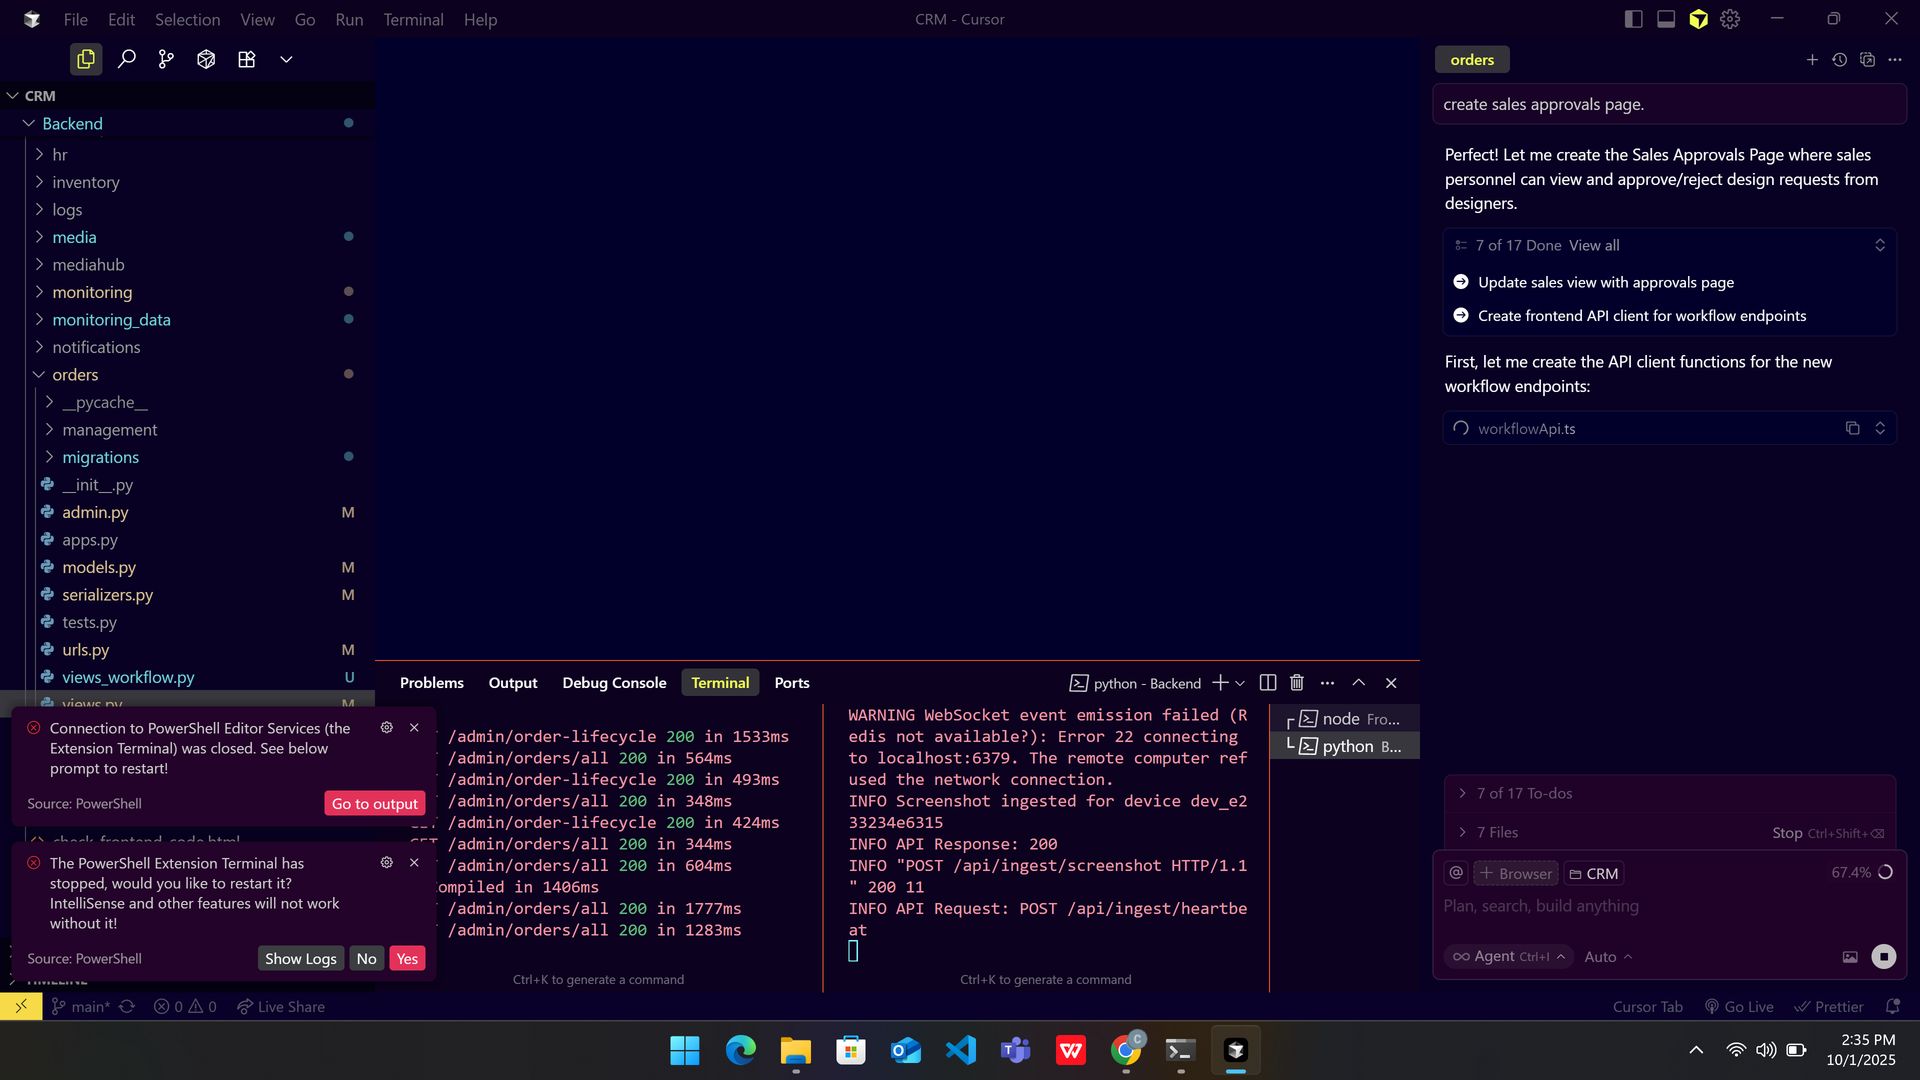 File Edit Selection View Go Run Terminal Help
CRM - Cursor
CRM
Backend
hr
inventory
logs
media
mediahub
monitoring
monitoring_data
notifications
orders
__pycache__
management
migrations
__init__.py
admin.py M
apps.py
models.py M
serializers.py M
tests.py
urls.py M
views_workflow.py U
views.py M
Connection to PowerShell Editor Services (the
Extension Terminal) was closed. See below
prompt to restart!
Source: PowerShell
Go to output
check_frontend_code.html
The PowerShell Extension Terminal has
stopped, would you like to restart it?
IntelliSense and other features will not work
without it!
Source: PowerShell
Show Logs No Yes
TIMELINE
Problems Output Debug Console Terminal Ports
python - Backend
/admin/order-lifecycle 200 in 1533ms
/admin/orders/all 200 in 564ms
/admin/order-lifecycle 200 in 493ms
/admin/orders/all 200 in 348ms
GET /admin/order-lifecycle 200 in 424ms
GET /admin/orders/all 200 in 344ms
/admin/orders/all 200 in 604ms
Compiled in 1406ms
/admin/orders/all 200 in 1777ms
/admin/orders/all 200 in 1283ms
Ctrl+K to generate a command
WARNING WebSocket event emission failed (R
edis not available?): Error 22 connecting
to localhost:6379. The remote computer ref
used the network connection.
INFO Screenshot ingested for device dev_e2
33234e6315
INFO API Response: 200
INFO "POST /api/ingest/screenshot HTTP/1.1
" 200 11
INFO API Request: POST /api/ingest/heartbe
at
Ctrl+K to generate a command
node Fro...
python B...
orders
create sales approvals page.
Perfect! Let me create the Sales Approvals Page where sales
personnel can view and approve/reject design requests from
designers.
7 of 17 Done View all
Update sales view with approvals page
Create frontend API client for workflow endpoints
First, let me create the API client functions for the new
workflow endpoints:
workflowApi.ts
7 of 17 To-dos
7 Files Stop Ctrl+Shift+⌫
@ + Browser CRM 67.4%
Plan, search, build anything
∞ Agent Ctrl+I Auto
main* 0 0 Live Share
Cursor Tab Go Live Prettier
C
2:35 PM
10/1/2025